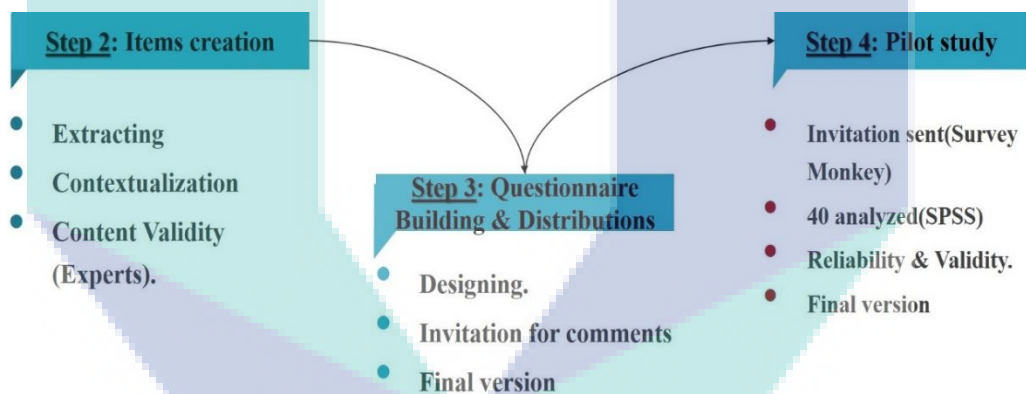 Step 2: Items creation
Extracting
Contextualization
Content Validity
(Experts).
Step 3: Questionnaire
Building & Distributions
Designing.
Invitation for comments
Final version
Step 4: Pilot study
Invitation sent(Survey
Monkey)
40 analyzed(SPSS)
Reliability & Validity.
Final version